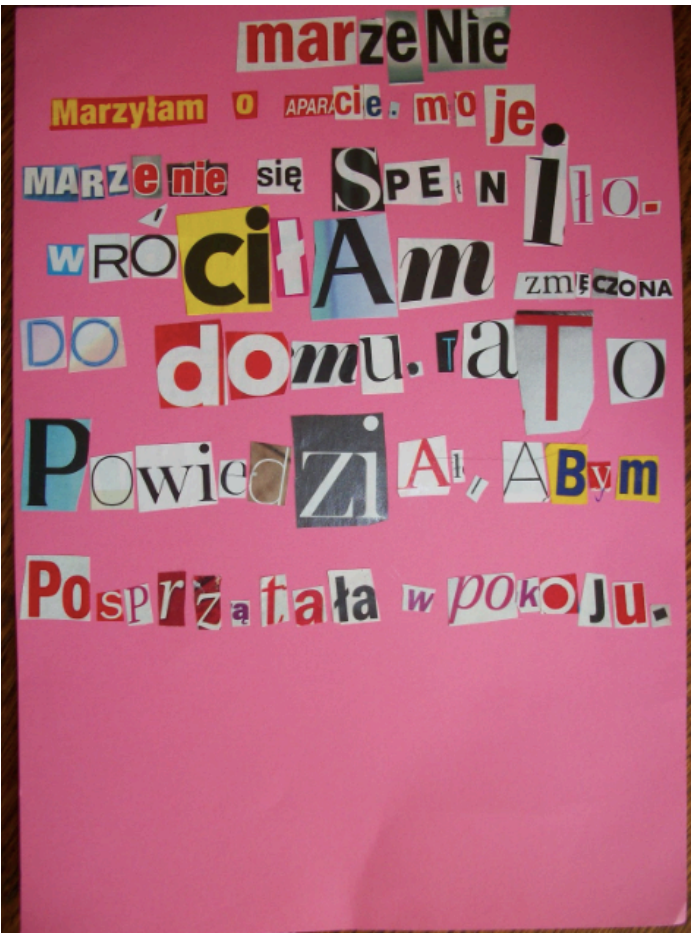 marzeNie
Marzyłam o APARAcie. moje
MARZenie się SPEłNiło.
wRÓciłAm zmĘCZONA
DO domu. TaTO
PowiedZiAł, ABym
Posprzątała w pokoJu.